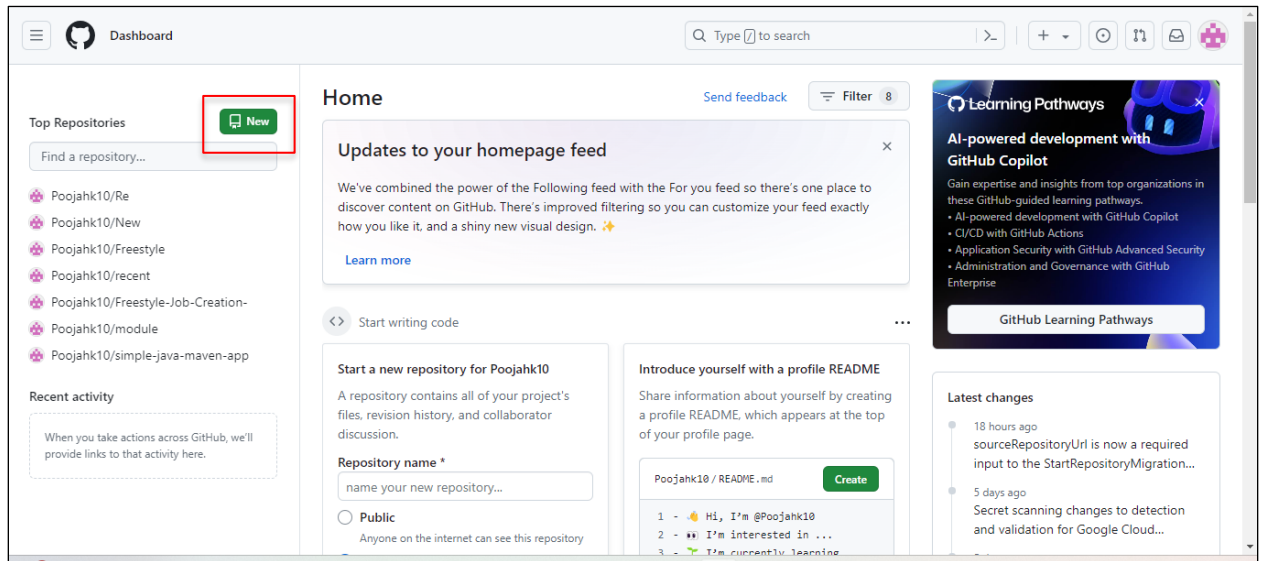 Dashboard
Type / to search
Top Repositories
New
Find a repository...
Poojahk10/Re
Poojahk10/New
Poojahk10/Freestyle
Poojahk10/recent
Poojahk10/Freestyle-Job-Creation-
Poojahk10/module
Poojahk10/simple-java-maven-app
Recent activity
When you take actions across GitHub, we'll
provide links to that activity here.
Home
Send feedback
Filter 8
Updates to your homepage feed
We've combined the power of the Following feed with the For you feed so there's one place to
discover content on GitHub. There's improved filtering so you can customize your feed exactly
how you like it, and a shiny new visual design. ✨
Learn more
Start writing code
Start a new repository for Poojahk10
A repository contains all of your project's
files, revision history, and collaborator
discussion.
Repository name *
name your new repository...
Public
Anyone on the internet can see this repository
Introduce yourself with a profile README
Share information about yourself by creating
a profile README, which appears at the top
of your profile page.
Poojahk10 / README.md
Create
1 - 👋 Hi, I'm @Poojahk10
2 - 👀 I'm interested in ...
3 - 🌱 I'm currently learning
Learning Pathways
AI-powered development with
GitHub Copilot
Gain expertise and insights from top organizations in
these GitHub-guided learning pathways.
• AI-powered development with GitHub Copilot
• CI/CD with GitHub Actions
• Application Security with GitHub Advanced Security
• Administration and Governance with GitHub
Enterprise
GitHub Learning Pathways
Latest changes
18 hours ago
sourceRepositoryUrl is now a required
input to the StartRepositoryMigration...
5 days ago
Secret scanning changes to detection
and validation for Google Cloud...